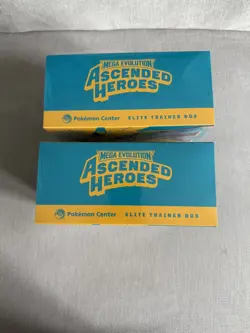 MEGA EVOLUTION
ASCENDED
HEROES
Pokémon Center ELITE TRAINER BOX
MEGA EVOLUTION
ASCENDED
HEROES
Pokémon Center ELITE TRAINER BOX